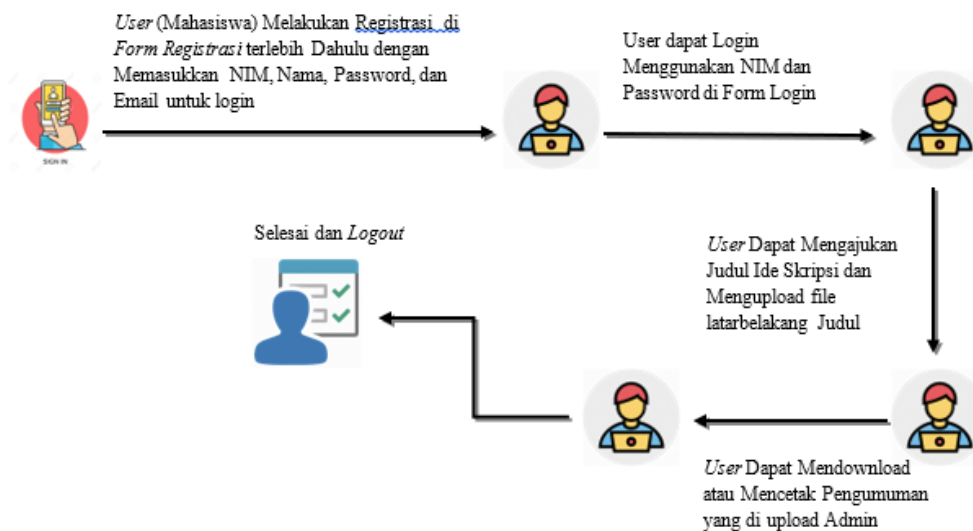 User (Mahasiswa) Melakukan Registrasi di
Form Registrasi terlebih Dahulu dengan
Memasukkan NIM, Nama, Password, dan
Email untuk login
SIGN IN
User dapat Login
Menggunakan NIM dan
Password di Form Login
User Dapat Mengajukan
Judul Ide Skripsi dan
Mengupload file
latarbelakang Judul
User Dapat Mendownload
atau Mencetak Pengumuman
yang di upload Admin
Selesai dan Logout